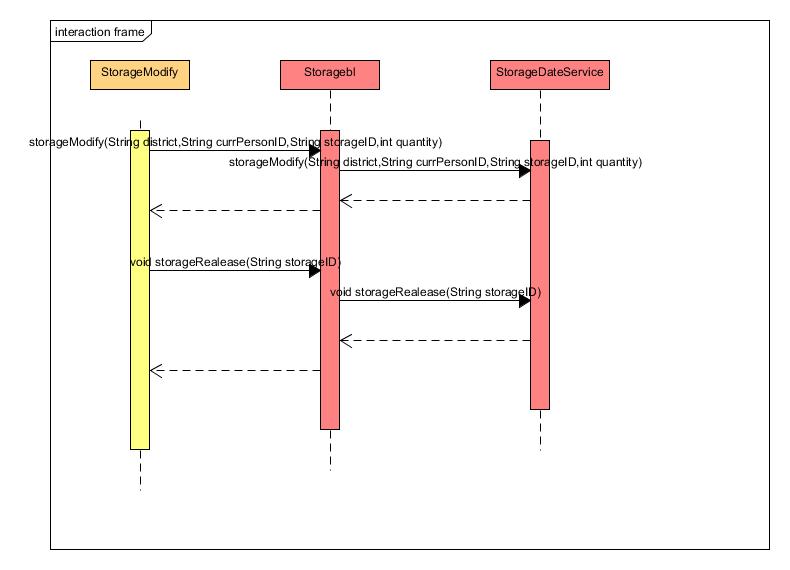 interaction frame
StorageModify
Storagebl
StorageDateService
storageModify(String district,String currPersonID,String storageID,int quantity)
storageModify(String district,String currPersonID,String storageID,int quantity)
void storageRealease(String storageID)
void storageRealease(String storageID)